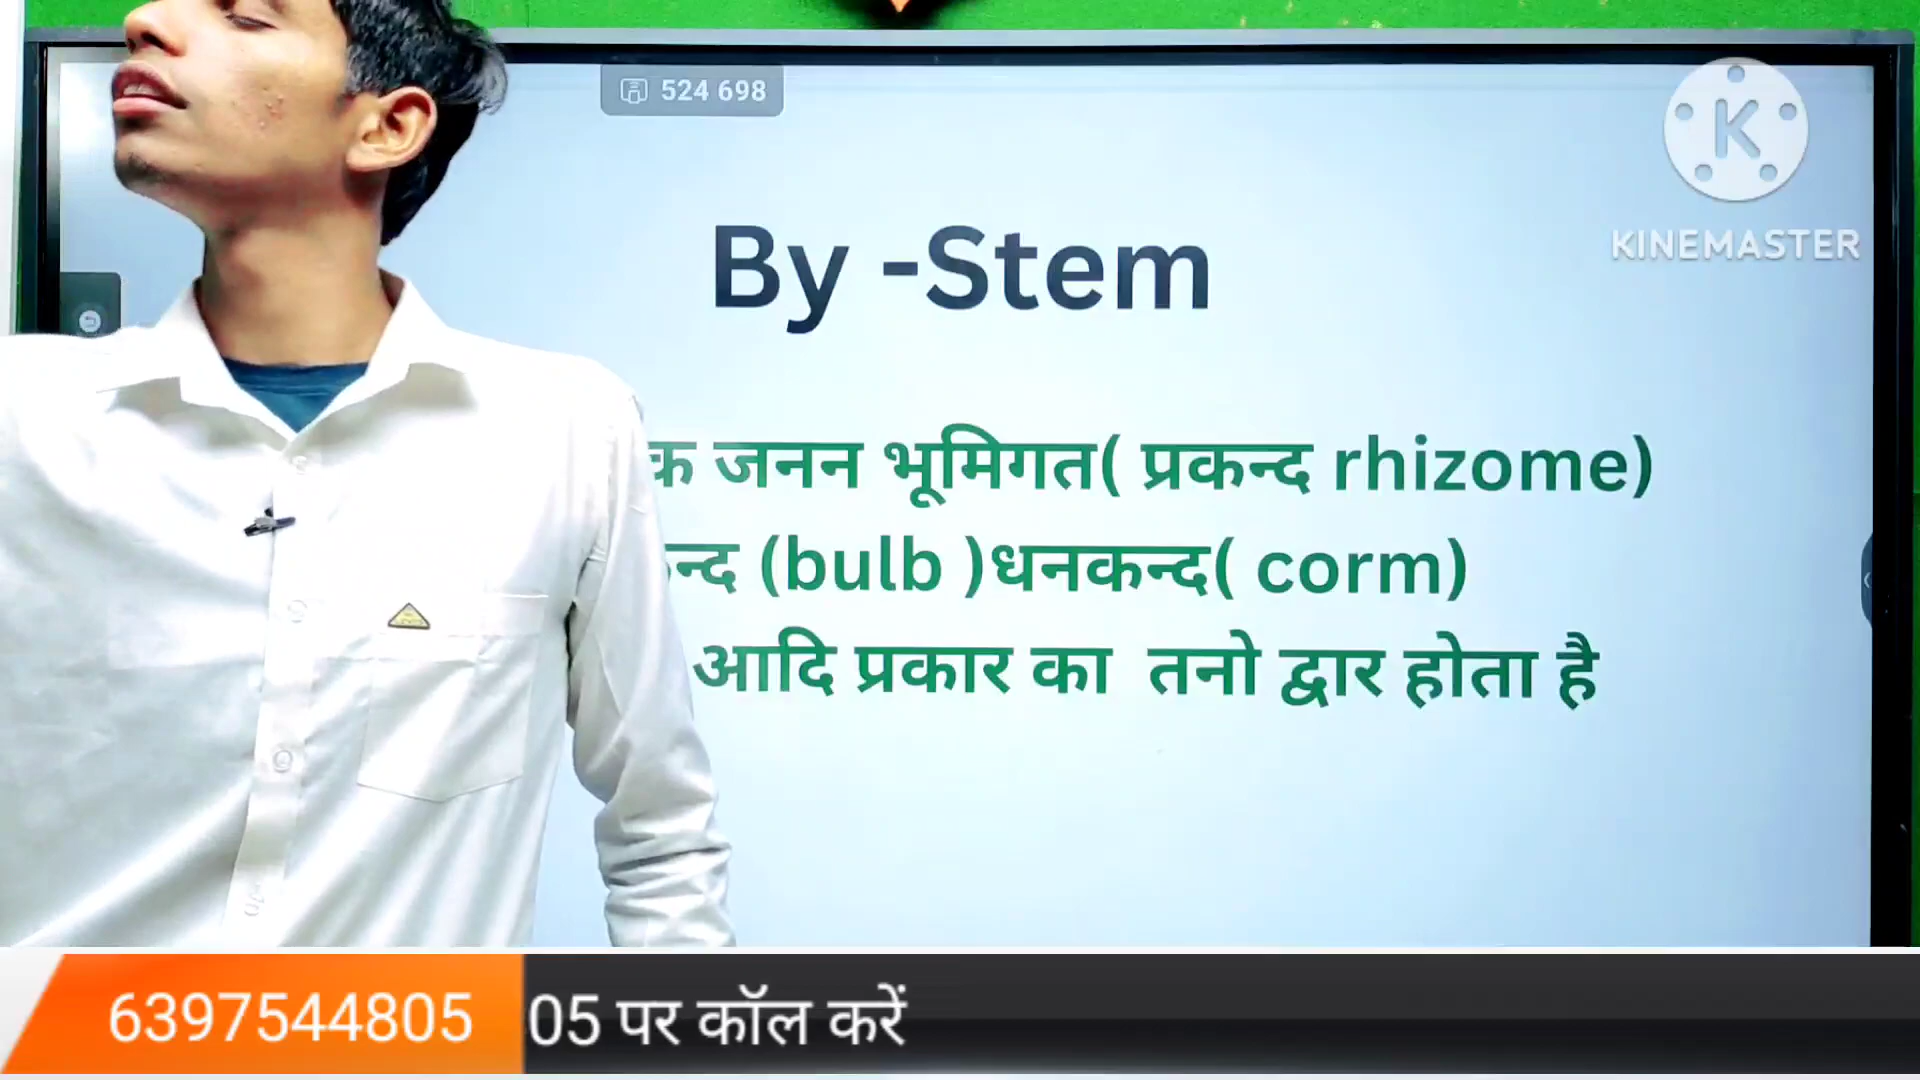 524 698
KINEMASTER
By -Stem
जनन भूमिगत( प्रकन्द rhizome)
(bulb )धनकन्द( corm)
आदि प्रकार का तनो द्वार होता है
6397544805 05 पर कॉल करें